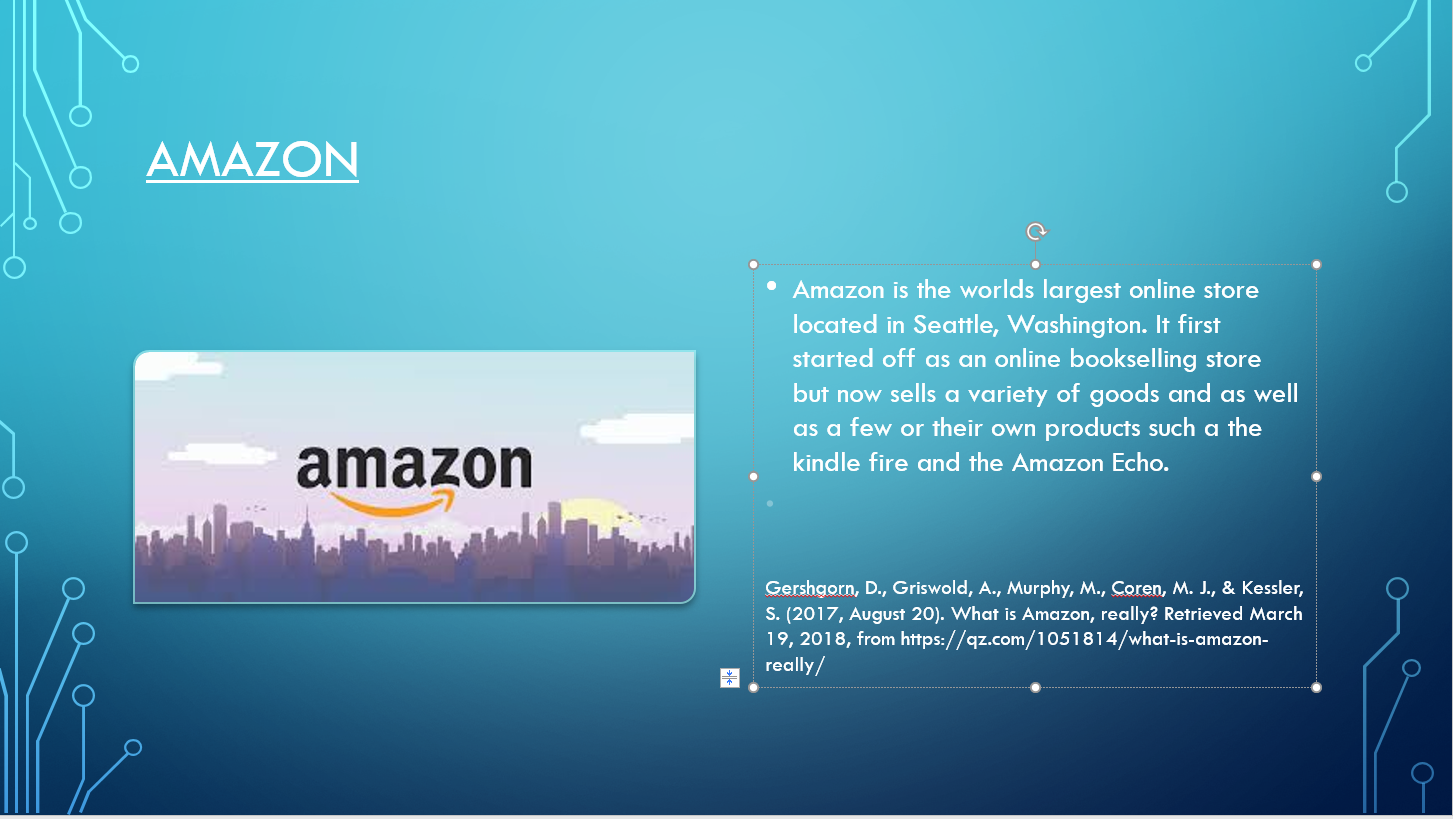 AMAZON
amazon
• Amazon is the worlds largest online store
located in Seattle, Washington. It first
started off as an online bookselling store
but now sells a variety of goods and as well
as a few or their own products such a the
kindle fire and the Amazon Echo.
Gershgorn, D., Griswold, A., Murphy, M., Coren, M. J., & Kessler,
S. (2017, August 20). What is Amazon, really? Retrieved March
19, 2018, from https://qz.com/1051814/what-is-amazon-
really/